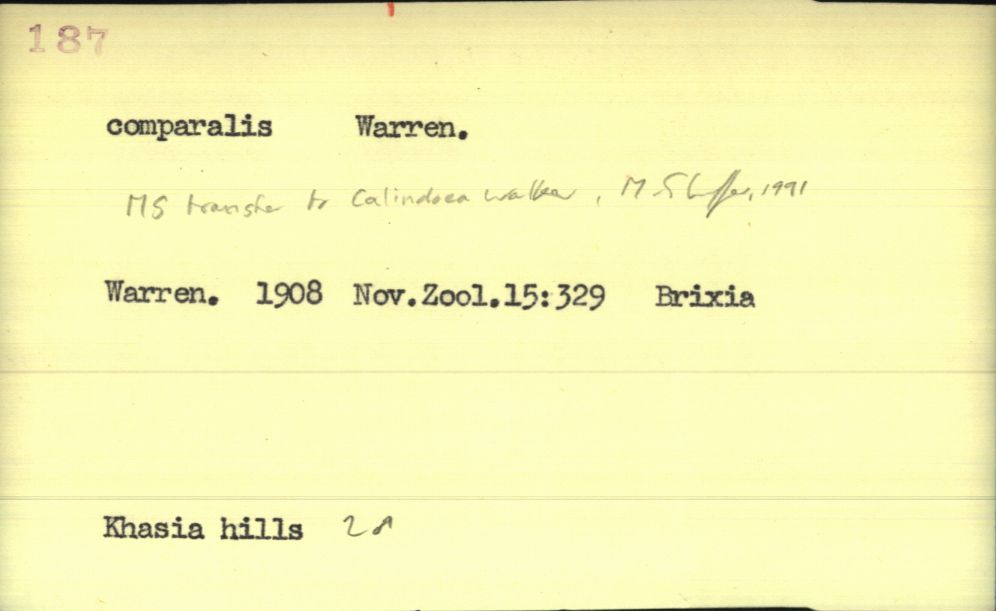 187
comparalis Warren.
MS transfer to Calindoea walker, M. Shaffer, 1991
Warren. 1908 Nov.Zool.15:329 Brixia
Khasia hills 2